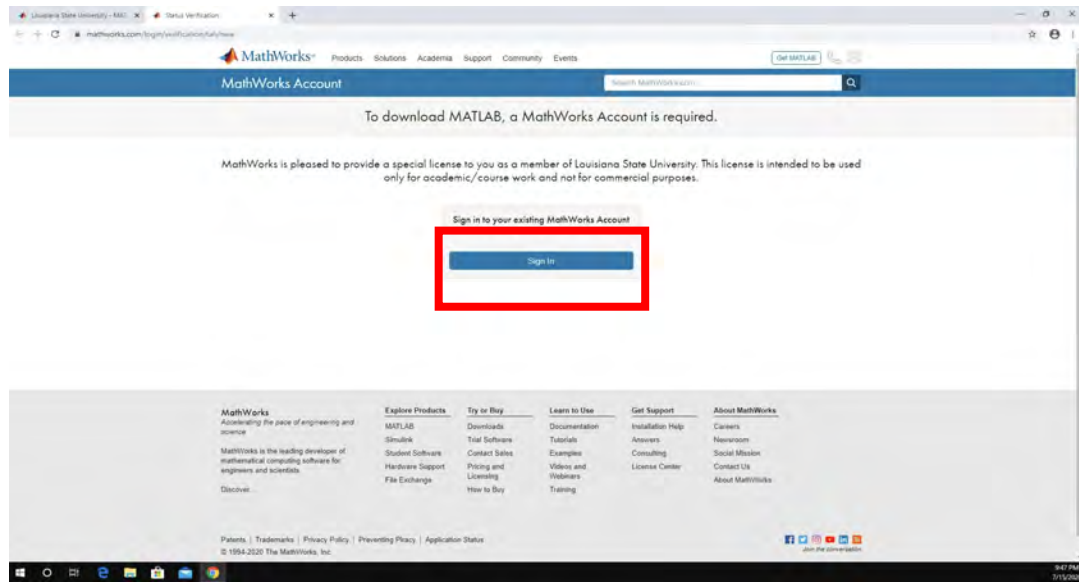 Louisiana State University - MAT
Status Verification
MathWorks
Products Solutions Academia Support Community Events
Get MATLAB
MathWorks Account
Search MathWorks.com
To download MATLAB, a MathWorks Account is required.
MathWorks is pleased to provide a special license to you as a member of Louisiana State University. This license is intended to be used
only for academic/course work and not for commercial purposes.
Sign in to your existing MathWorks Account
Sign In
MathWorks
Accelerating the pace of engineering and
science
MathWorks is the leading developer of
mathematical computing software for
engineers and scientists.
Discover...
Explore Products
MATLAB
Simulink
Student Software
Hardware Support
File Exchange
Try or Buy
Downloads
Trial Software
Contact Sales
Pricing and
Licensing
How to Buy
Learn to Use
Documentation
Tutorials
Examples
Videos and
Webinars
Training
Get Support
Installation Help
Answers
Consulting
License Center
About MathWorks
Careers
Newsroom
Social Mission
Contact Us
About MathWorks
Patents | Trademarks | Privacy Policy | Preventing Piracy | Application Status
© 1994-2020 The MathWorks, Inc.
Join the conversation
9:47 PM
7/15/202